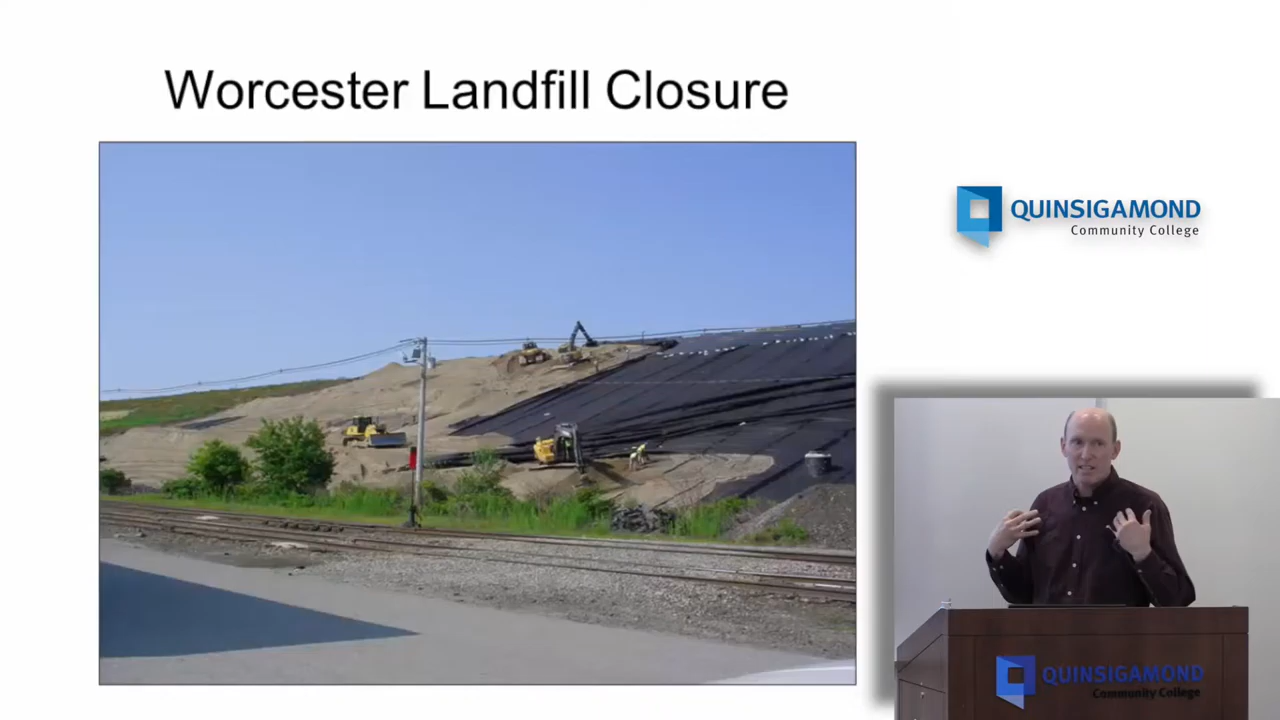 Worcester Landfill Closure
QUINSIGAMOND
Community College
QUINSIGAMOND
Community College